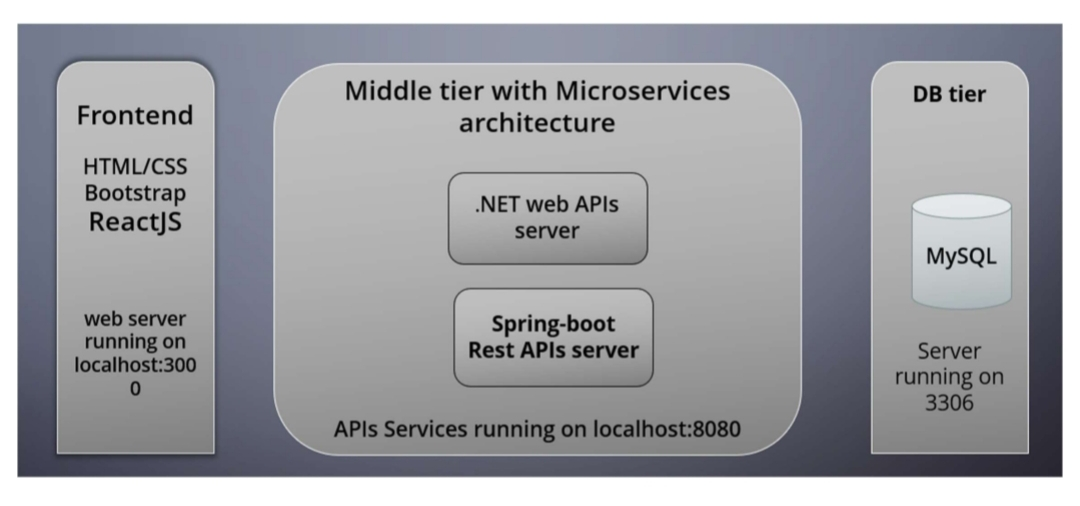 Frontend
HTML/CSS
Bootstrap
ReactJS
web server
running on
localhost:300
0
Middle tier with Microservices
architecture
.NET web APIs
server
Spring-boot
Rest APIs server
APIs Services running on localhost:8080
DB tier
MySQL
Server
running on
3306